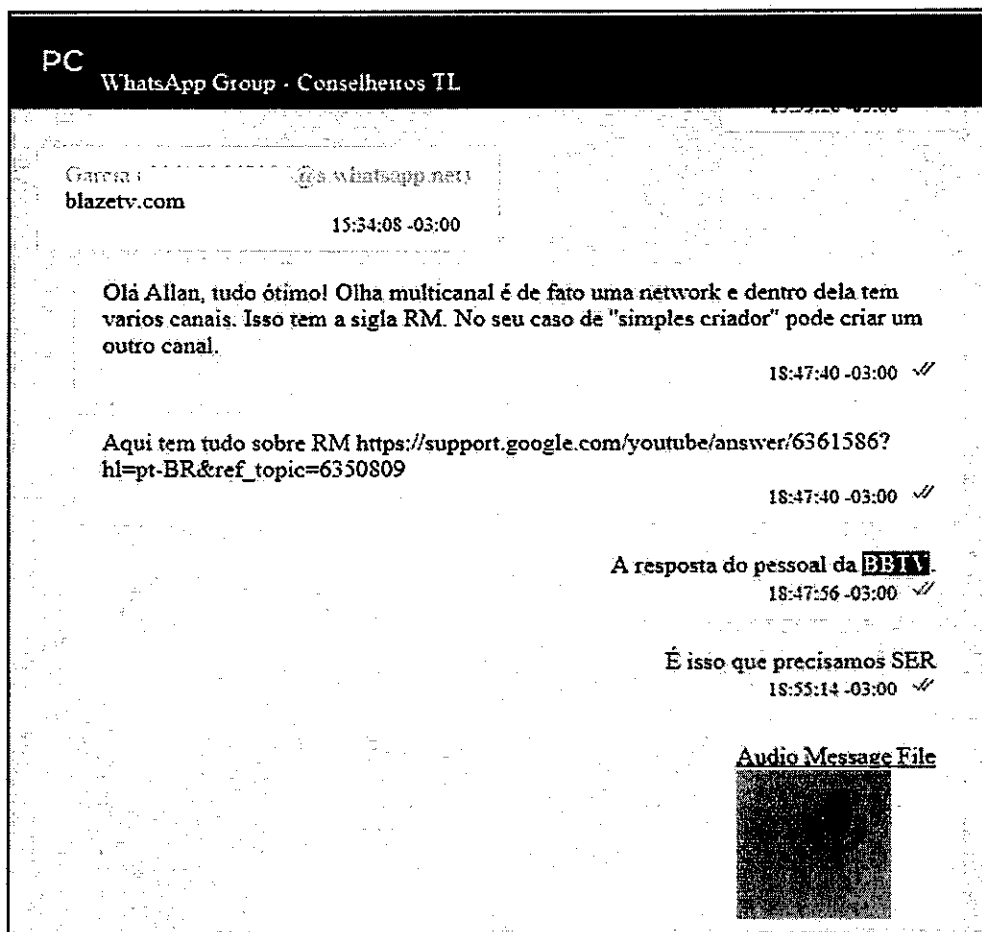 PC
WhatsApp Group - Conselheiros TL
Garcia
@s.whatsapp.net)
blazetv.com
15:34:08 -03:00
Olá Allan, tudo ótimo! Olha multicanal é de fato uma network e dentro dela tem
varios canais. Isso tem a sigla RM. No seu caso de "simples criador" pode criar um
outro canal.
18:47:40 -03:00
Aqui tem tudo sobre RM https://support.google.com/youtube/answer/6361586?
hl=pt-BR&ref_topic=6350809
18:47:40 -03:00
A resposta do pessoal da BBTV.
18:47:56 -03:00
É isso que precisamos SER
18:55:14 -03:00
Audio Message File